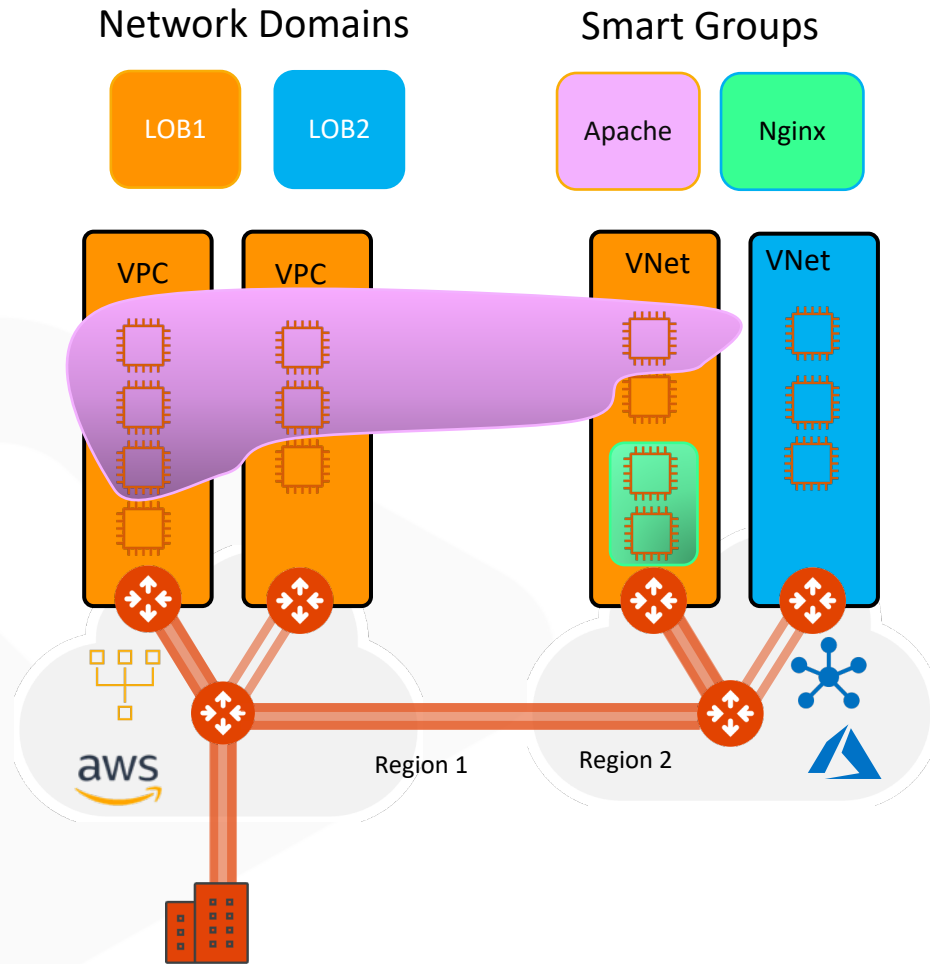 Network Domains
Smart Groups
LOB1
LOB2
Apache
Nginx
VPC
VPC
VNet
VNet
Region 1
Region 2
aws